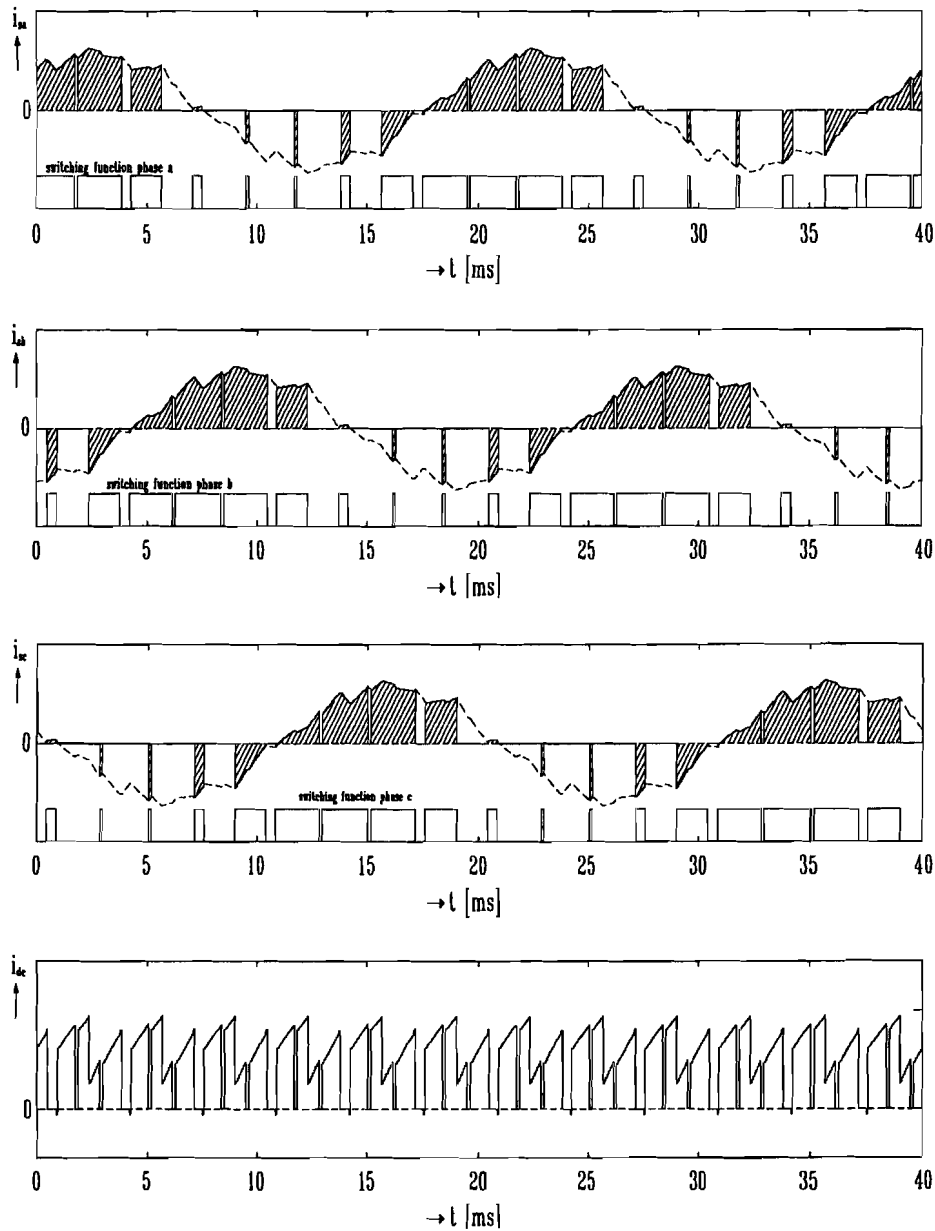 i_sa
0
switching function phase a
0 5 10 15 20 25 30 35 40
→ t [ms]
i_sb
0
switching function phase b
0 5 10 15 20 25 30 35 40
→ t [ms]
i_sc
0
switching function phase c
0 5 10 15 20 25 30 35 40
→ t [ms]
i_dc
0
0 5 10 15 20 25 30 35 40
→ t [ms]